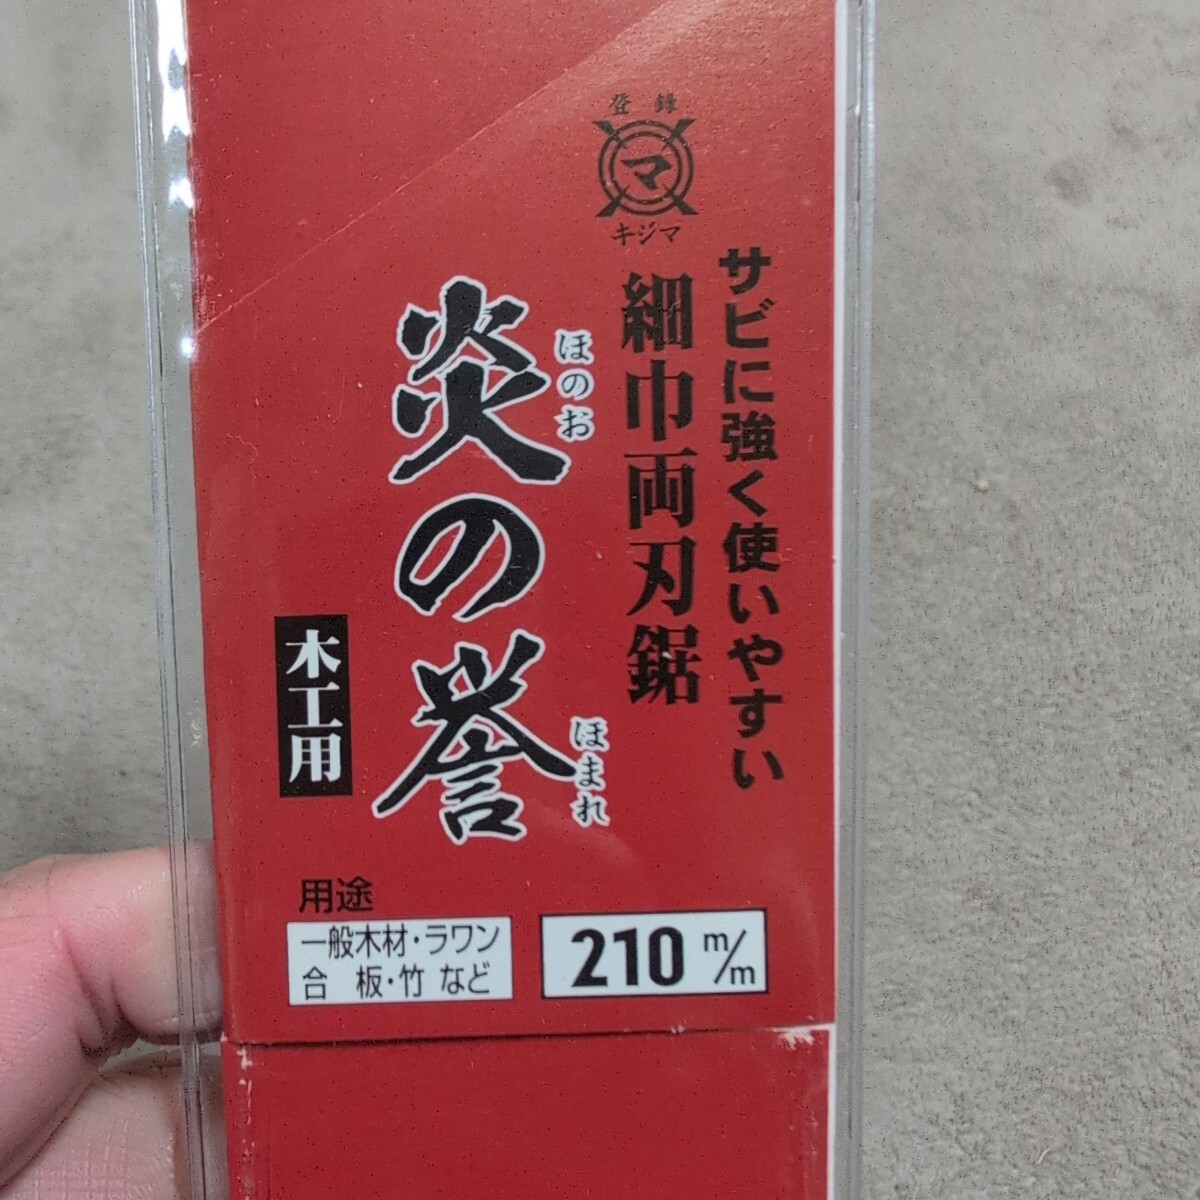 登録
マ
キジマ
サビに強く使いやすい
細巾両刃鋸
炎の誉
ほのお
ほまれ
木工用
用途
一般木材・ラワン
合 板・竹 など
210 m/m